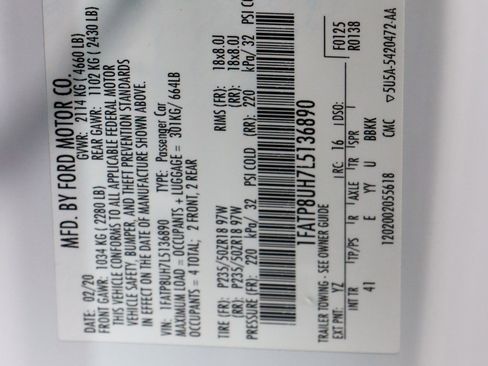 MFD. BY FORD MOTOR CO.
DATE: 02/20 GVWR: 2114 KG ( 4660 LB)
FRONT GAWR: 1034 KG ( 2280 LB) REAR GAWR: 1102 KG ( 2430 LB)
THIS VEHICLE CONFORMS TO ALL APPLICABLE FEDERAL MOTOR
VEHICLE SAFETY, BUMPER, AND THEFT PREVENTION STANDARDS
IN EFFECT ON THE DATE OF MANUFACTURE SHOWN ABOVE.
VIN: 1FATP8UH7L5136890 TYPE: Passenger Car
MAXIMUM LOAD = OCCUPANTS + LUGGAGE = 301KG/ 664LB
OCCUPANTS = 4 TOTAL; 2 FRONT, 2 REAR
TIRE (FR): P235/50ZR18 97W RIMS (FR): 18x8.0J
(RR): P235/50ZR18 97W (RR): 18x8.0J
PRESSURE (FR): 220 kPa/ 32 PSI COLD (RR): 220 kPa/ 32 PSI COLD
1FATP8UH7L5136890
TRAILER TOWING - SEE OWNER GUIDE F0125
EXT PNT: YZ RC: 16 DSO: R0138
INT TR TP/PS R AXLE TR SPR
41 E YY U BBKK
1202002055618 CMC ▽5U5A-5420472-AA